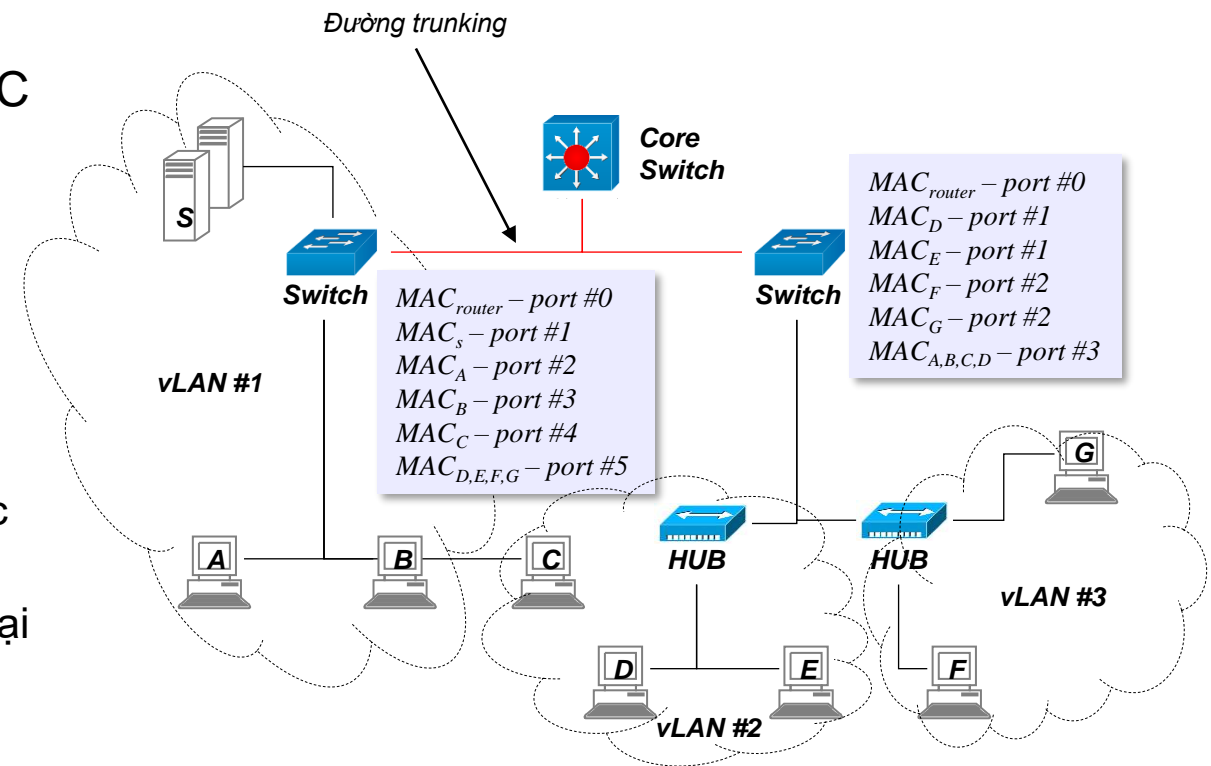 Đường trunking
C
Core
Switch
S
Switch
Switch
MACrouter – port #0
MACD – port #1
MACE – port #1
MACF – port #2
MACG – port #2
MACA,B,C,D – port #3
MACrouter – port #0
MACs – port #1
MACA – port #2
MACB – port #3
MACC – port #4
MACD,E,F,G – port #5
vLAN #1
G
c
A
B
C
HUB
HUB
vLAN #3
ại
D
E
F
vLAN #2